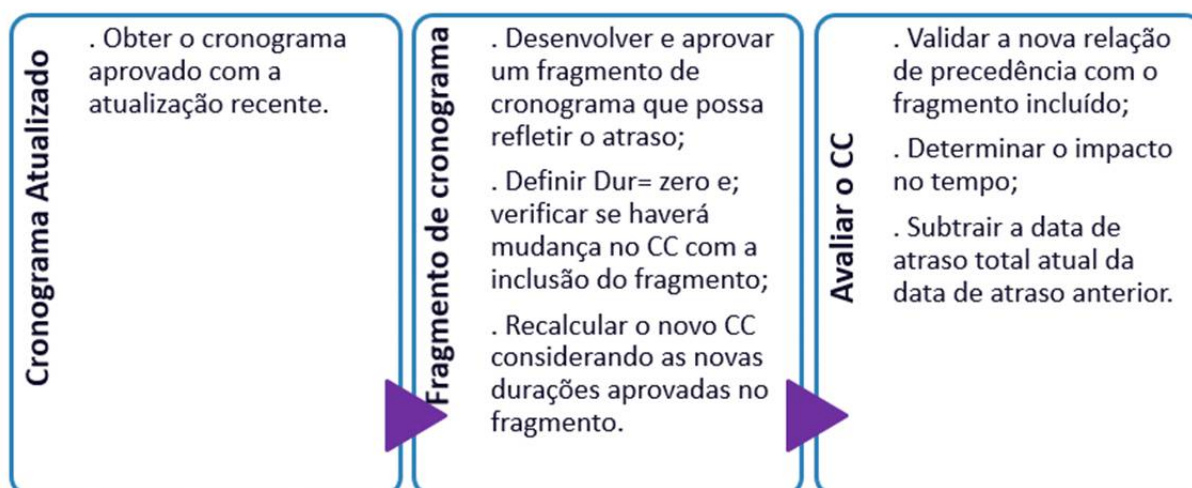 Cronograma Atualizado
. Obter o cronograma
aprovado com a
atualização recente.
Fragmento de cronograma
. Desenvolver e aprovar
um fragmento de
cronograma que possa
refletir o atraso;
. Definir Dur= zero e;
verificar se haverá
mudança no CC com a
inclusão do fragmento;
. Recalcular o novo CC
considerando as novas
durações aprovadas no
fragmento.
Avaliar o CC
. Validar a nova relação
de precedência com o
fragmento incluído;
. Determinar o impacto
no tempo;
. Subtrair a data de
atraso total atual da
data de atraso anterior.